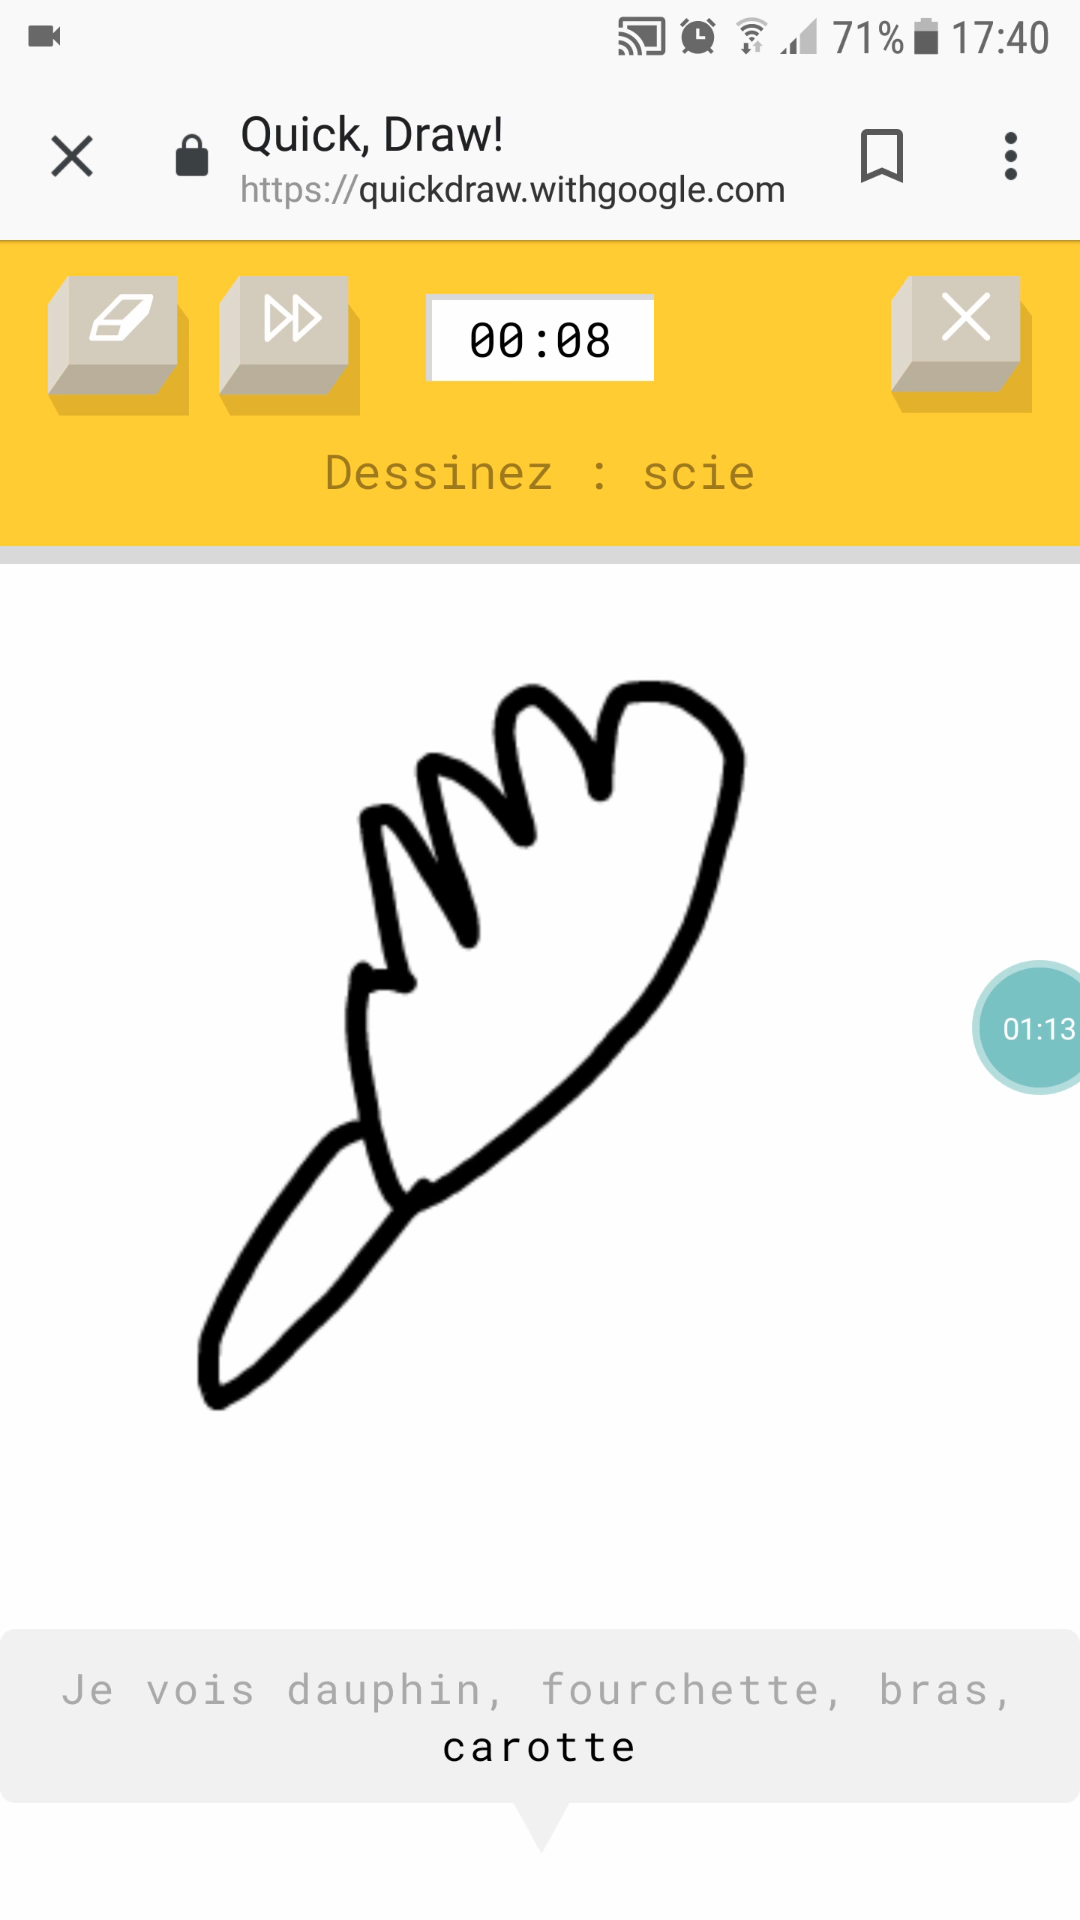 71% 17:40
Quick, Draw!
https://quickdraw.withgoogle.com
00:08
Dessinez : scie
01:13
Je vois dauphin, fourchette, bras,
carotte